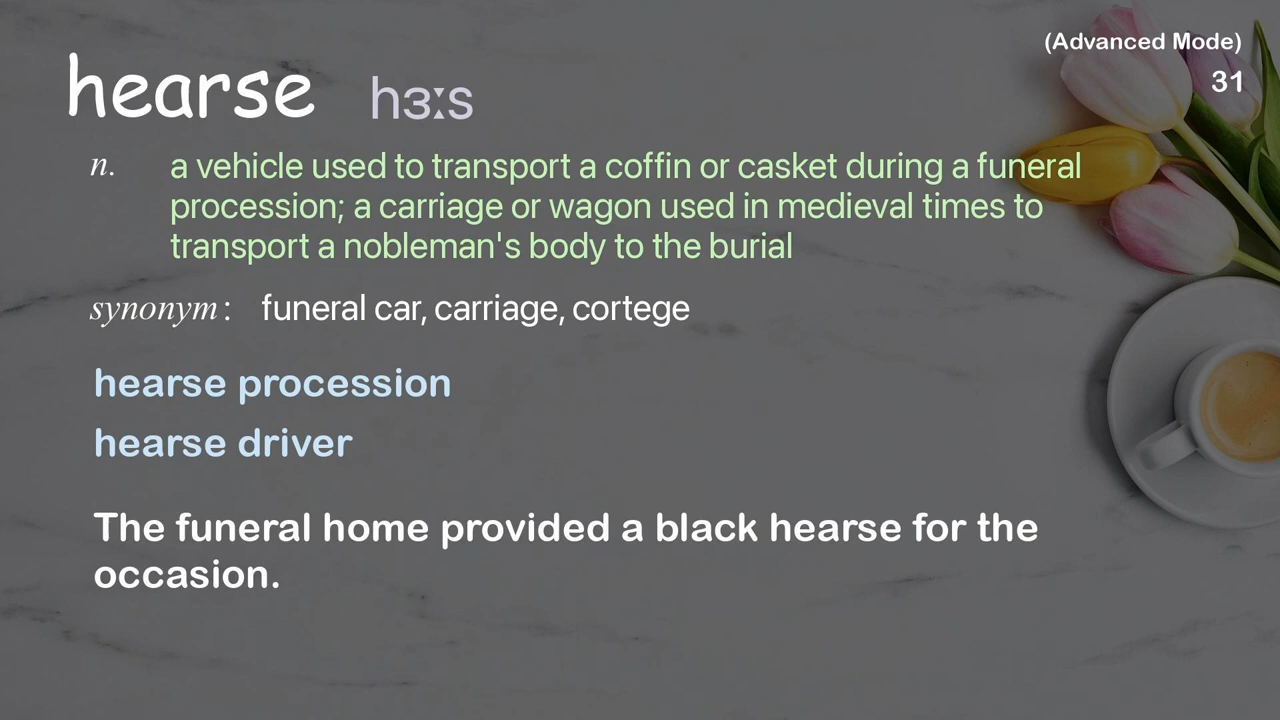 (Advanced Mode)
31
hearse hɜːs
n. a vehicle used to transport a coffin or casket during a funeral
procession; a carriage or wagon used in medieval times to
transport a nobleman's body to the burial
synonym: funeral car, carriage, cortege
hearse procession
hearse driver
The funeral home provided a black hearse for the
occasion.